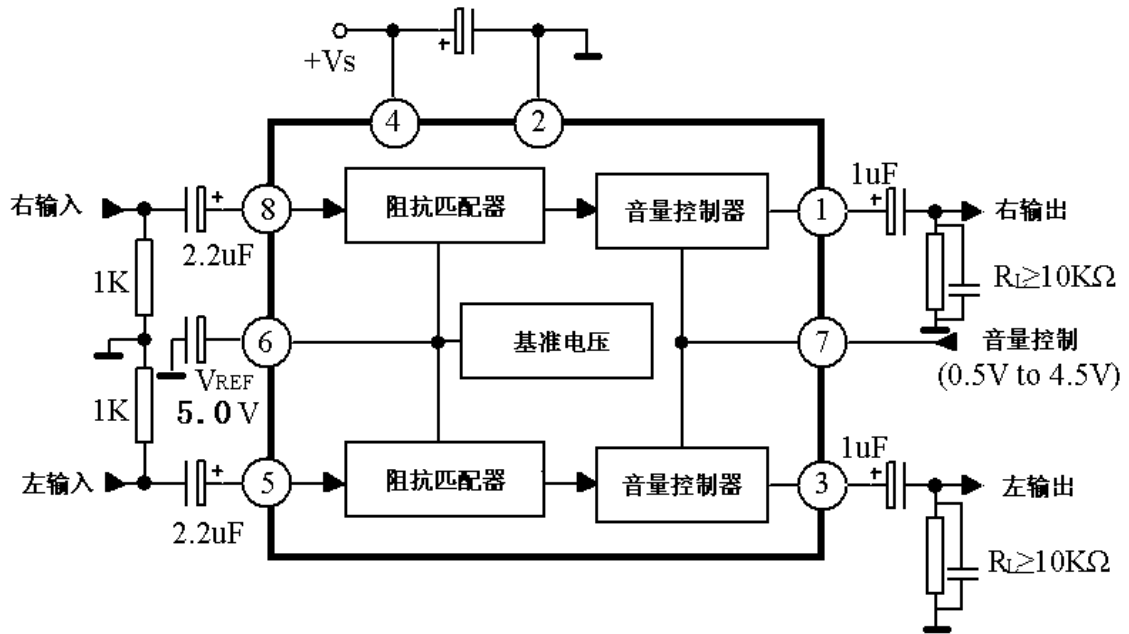 +Vs
4
2
右输入
2.2uF
8
阻抗匹配器
音量控制器
1
1uF
右输出
1K
RL≥10KΩ
6
VREF
5.0V
基准电压
7
音量控制
(0.5V to 4.5V)
1K
左输入
2.2uF
5
阻抗匹配器
音量控制器
3
1uF
左输出
RL≥10KΩ
+
+
+
+
+